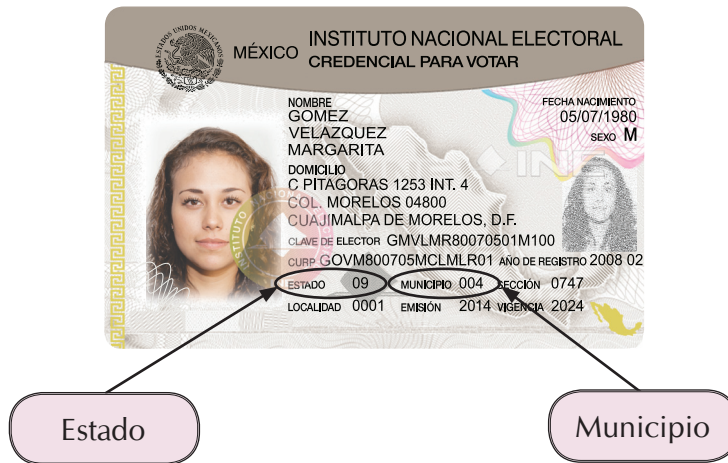 MÉXICO INSTITUTO NACIONAL ELECTORAL
CREDENCIAL PARA VOTAR
NOMBRE
GOMEZ
VELAZQUEZ
MARGARITA
FECHA NACIMIENTO
05/07/1980
SEXO M
DOMICILIO
C PITAGORAS 1253 INT. 4
COL. MORELOS 04800
CUAJIMALPA DE MORELOS, D.F.
CLAVE DE ELECTOR GMVLMR80070501M100
CURP GOVM800705MCLMLR01 AÑO DE REGISTRO 2008 02
ESTADO 09 MUNICIPIO 004 SECCIÓN 0747
LOCALIDAD 0001 EMISIÓN 2014 VIGENCIA 2024
Estado
Municipio